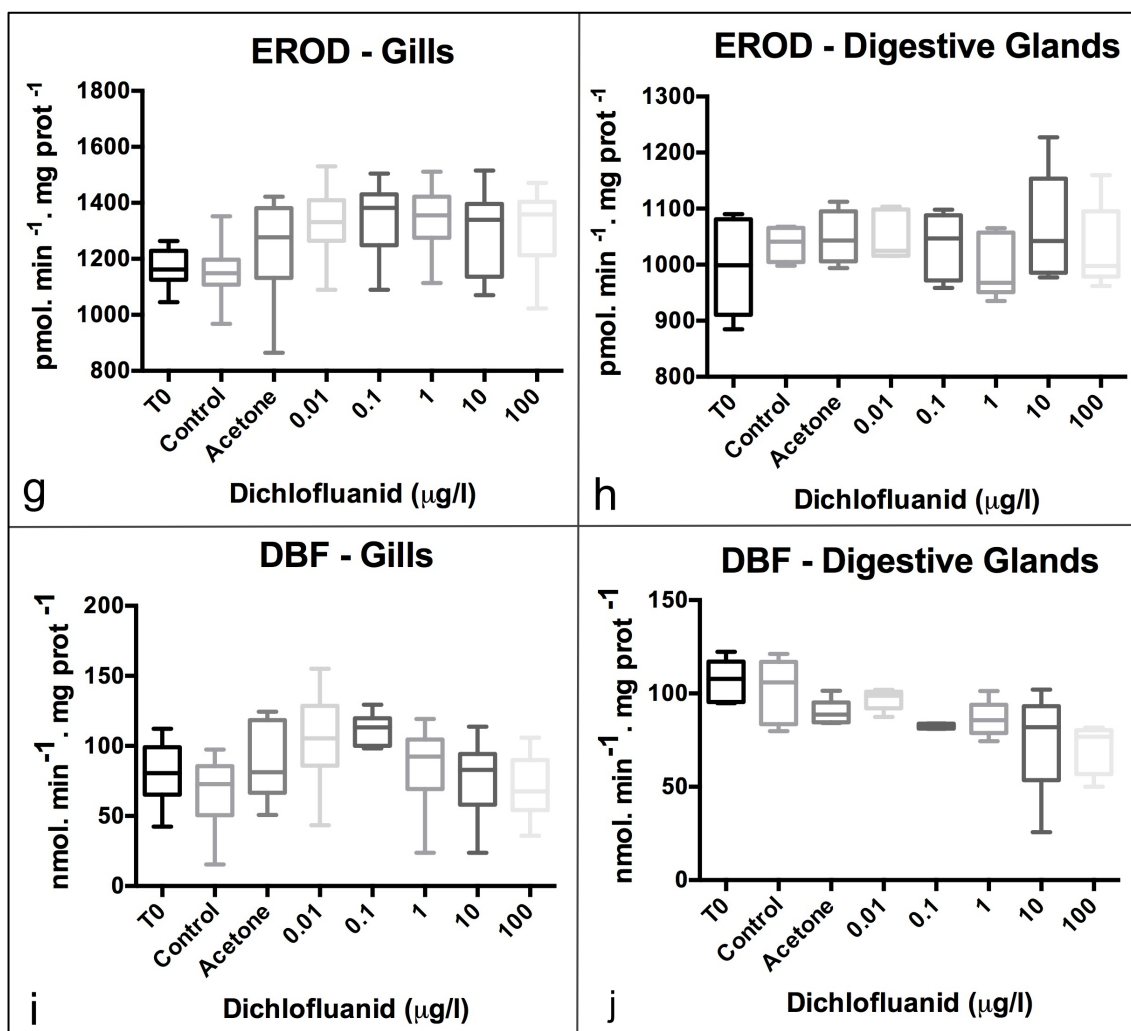 EROD - Gills
pmol. min ⁻¹. mg prot ⁻¹
1800
1600
1400
1200
1000
800
T0
Control
Acetone
0.01
0.1
1
10
100
Dichlofluanid (μg/l)
g
EROD - Digestive Glands
pmol. min ⁻¹. mg prot ⁻¹
1300
1200
1100
1000
900
800
T0
Control
Acetone
0.01
0.1
1
10
100
Dichlofluanid (μg/l)
h
DBF - Gills
nmol. min ⁻¹. mg prot ⁻¹
200
150
100
50
0
T0
Control
Acetone
0.01
0.1
1
10
100
Dichlofluanid (μg/l)
i
DBF - Digestive Glands
nmol. min ⁻¹. mg prot ⁻¹
150
100
50
0
T0
Control
Acetone
0.01
0.1
1
10
100
Dichlofluanid (μg/l)
j